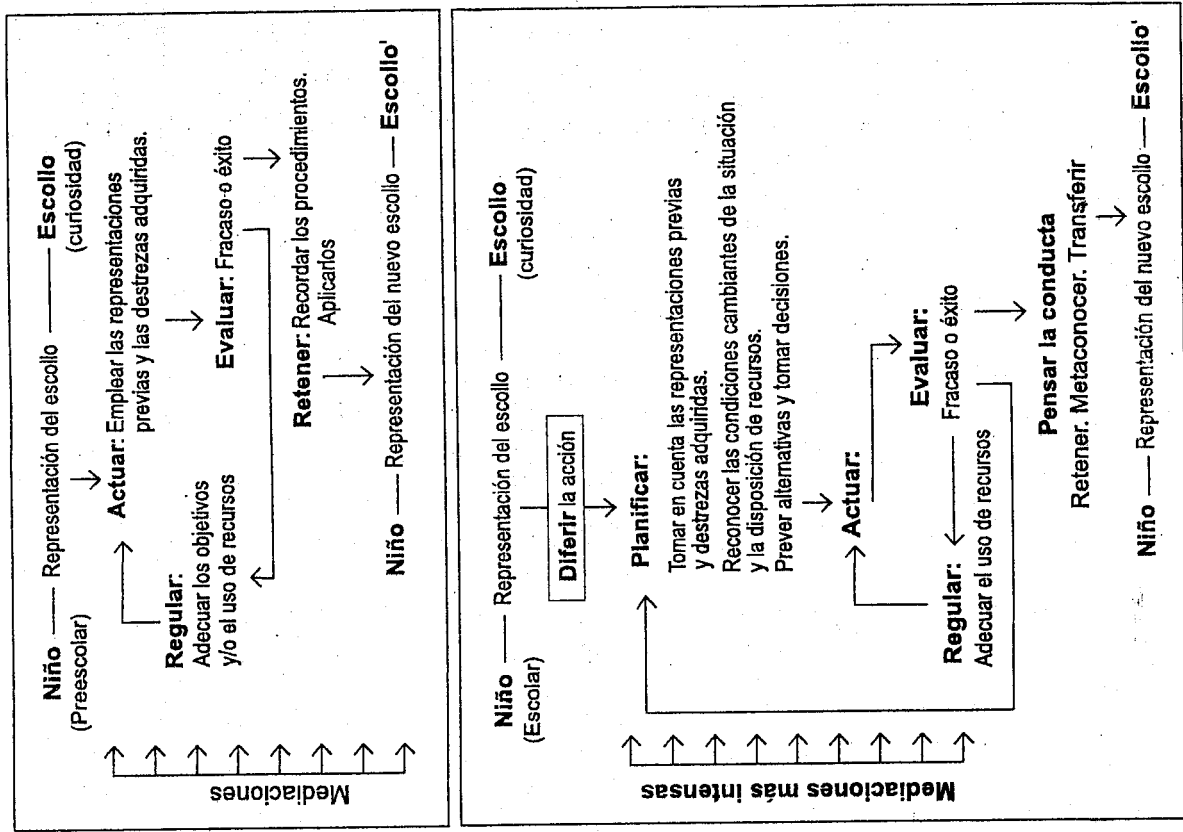 Niño — Representación del escollo — Escollo
(Preescolar) (curiosidad)
Actuar: Emplear las representaciones
previas y las destrezas adquiridas.
Regular:
Adecuar los objetivos
y/o el uso de recursos
Evaluar: Fracaso o éxito
Retener: Recordar los procedimientos.
Aplicarlos
Niño — Representación del nuevo escollo — Escollo'
Mediaciones
Niño — Representación del escollo — Escollo
(Escolar) (curiosidad)
Diferir la acción
Planificar:
Tomar en cuenta las representaciones previas
y destrezas adquiridas.
Reconocer las condiciones cambiantes de la situación
y la disposición de recursos.
Prever alternativas y tomar decisiones.
Actuar:
Evaluar:
Fracaso o éxito
Regular:
Adecuar el uso de recursos
Pensar la conducta
Retener. Metaconocer. Transferir
Niño — Representación del nuevo escollo — Escollo'
Mediaciones más intensas